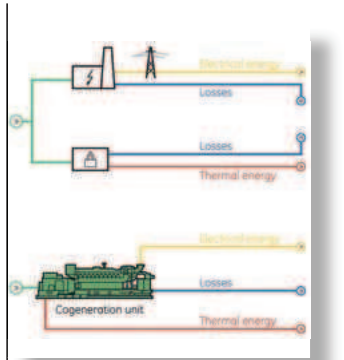 Electrical energy
Losses
Losses
Thermal energy
Electrical energy
Losses
Cogeneration unit
Thermal energy